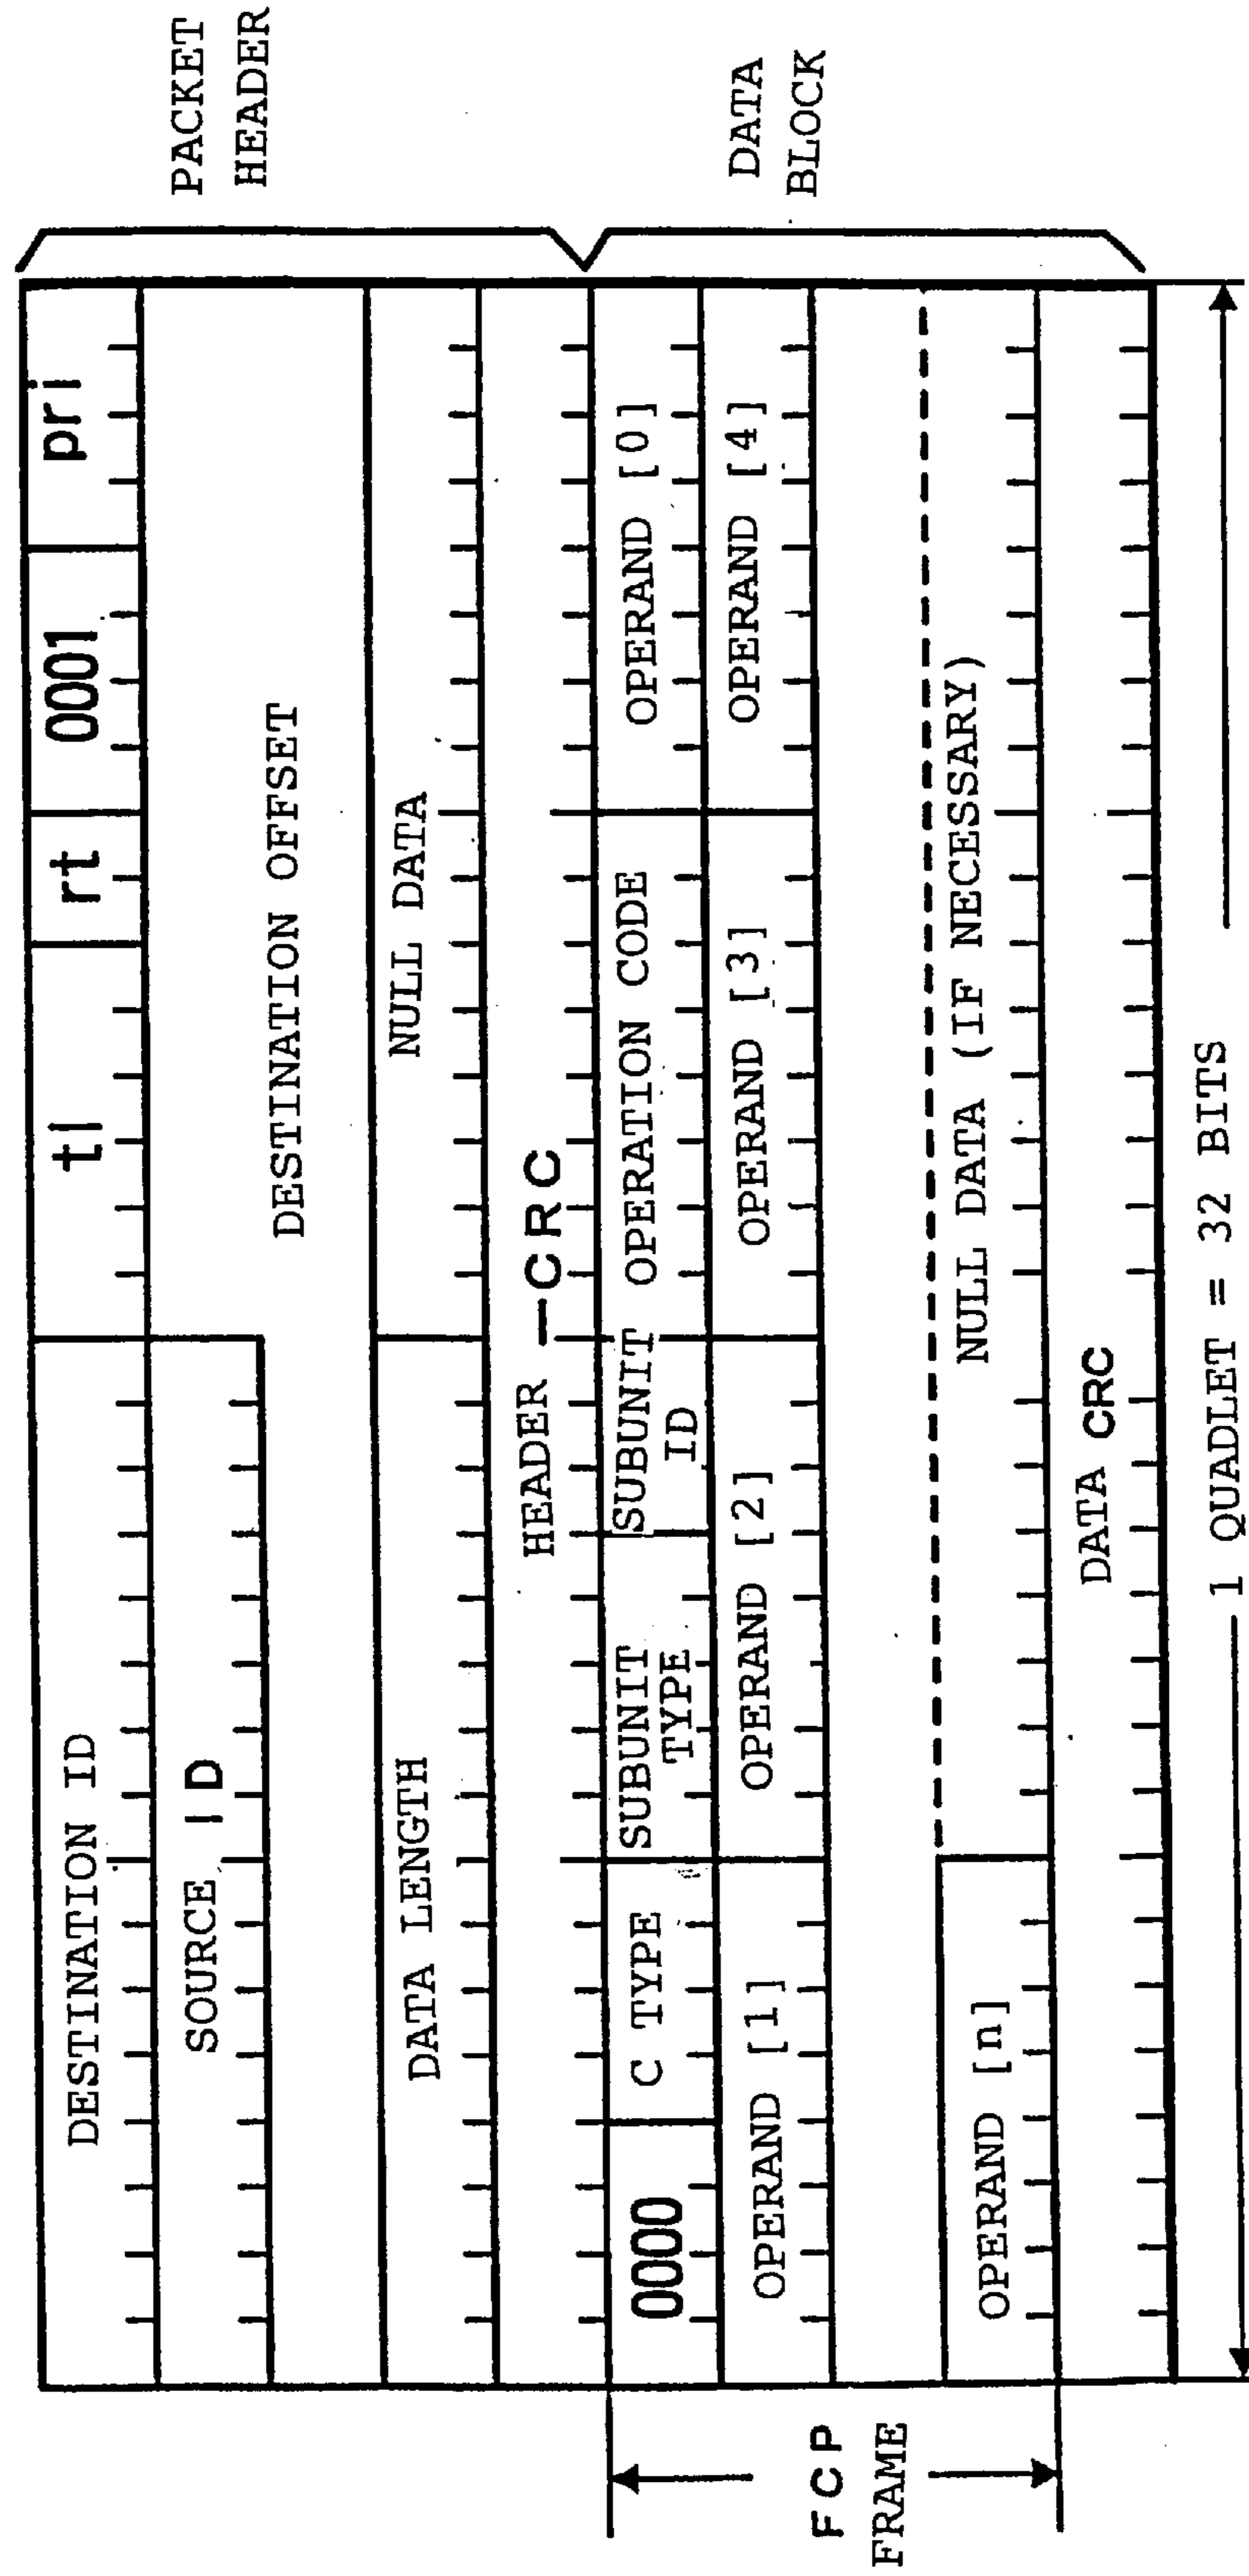 DESTINATION ID tl rt 0001 pri
SOURCE ID
DESTINATION OFFSET
DATA LENGTH NULL DATA
HEADER -CRC
PACKET
HEADER
0000 C TYPE SUBUNIT TYPE SUBUNIT ID OPERATION CODE OPERAND [0]
OPERAND [1] OPERAND [2] OPERAND [3] OPERAND [4]
OPERAND [n] NULL DATA (IF NECESSARY)
DATA CRC
DATA
BLOCK
FCP
FRAME
1 QUADLET = 32 BITS